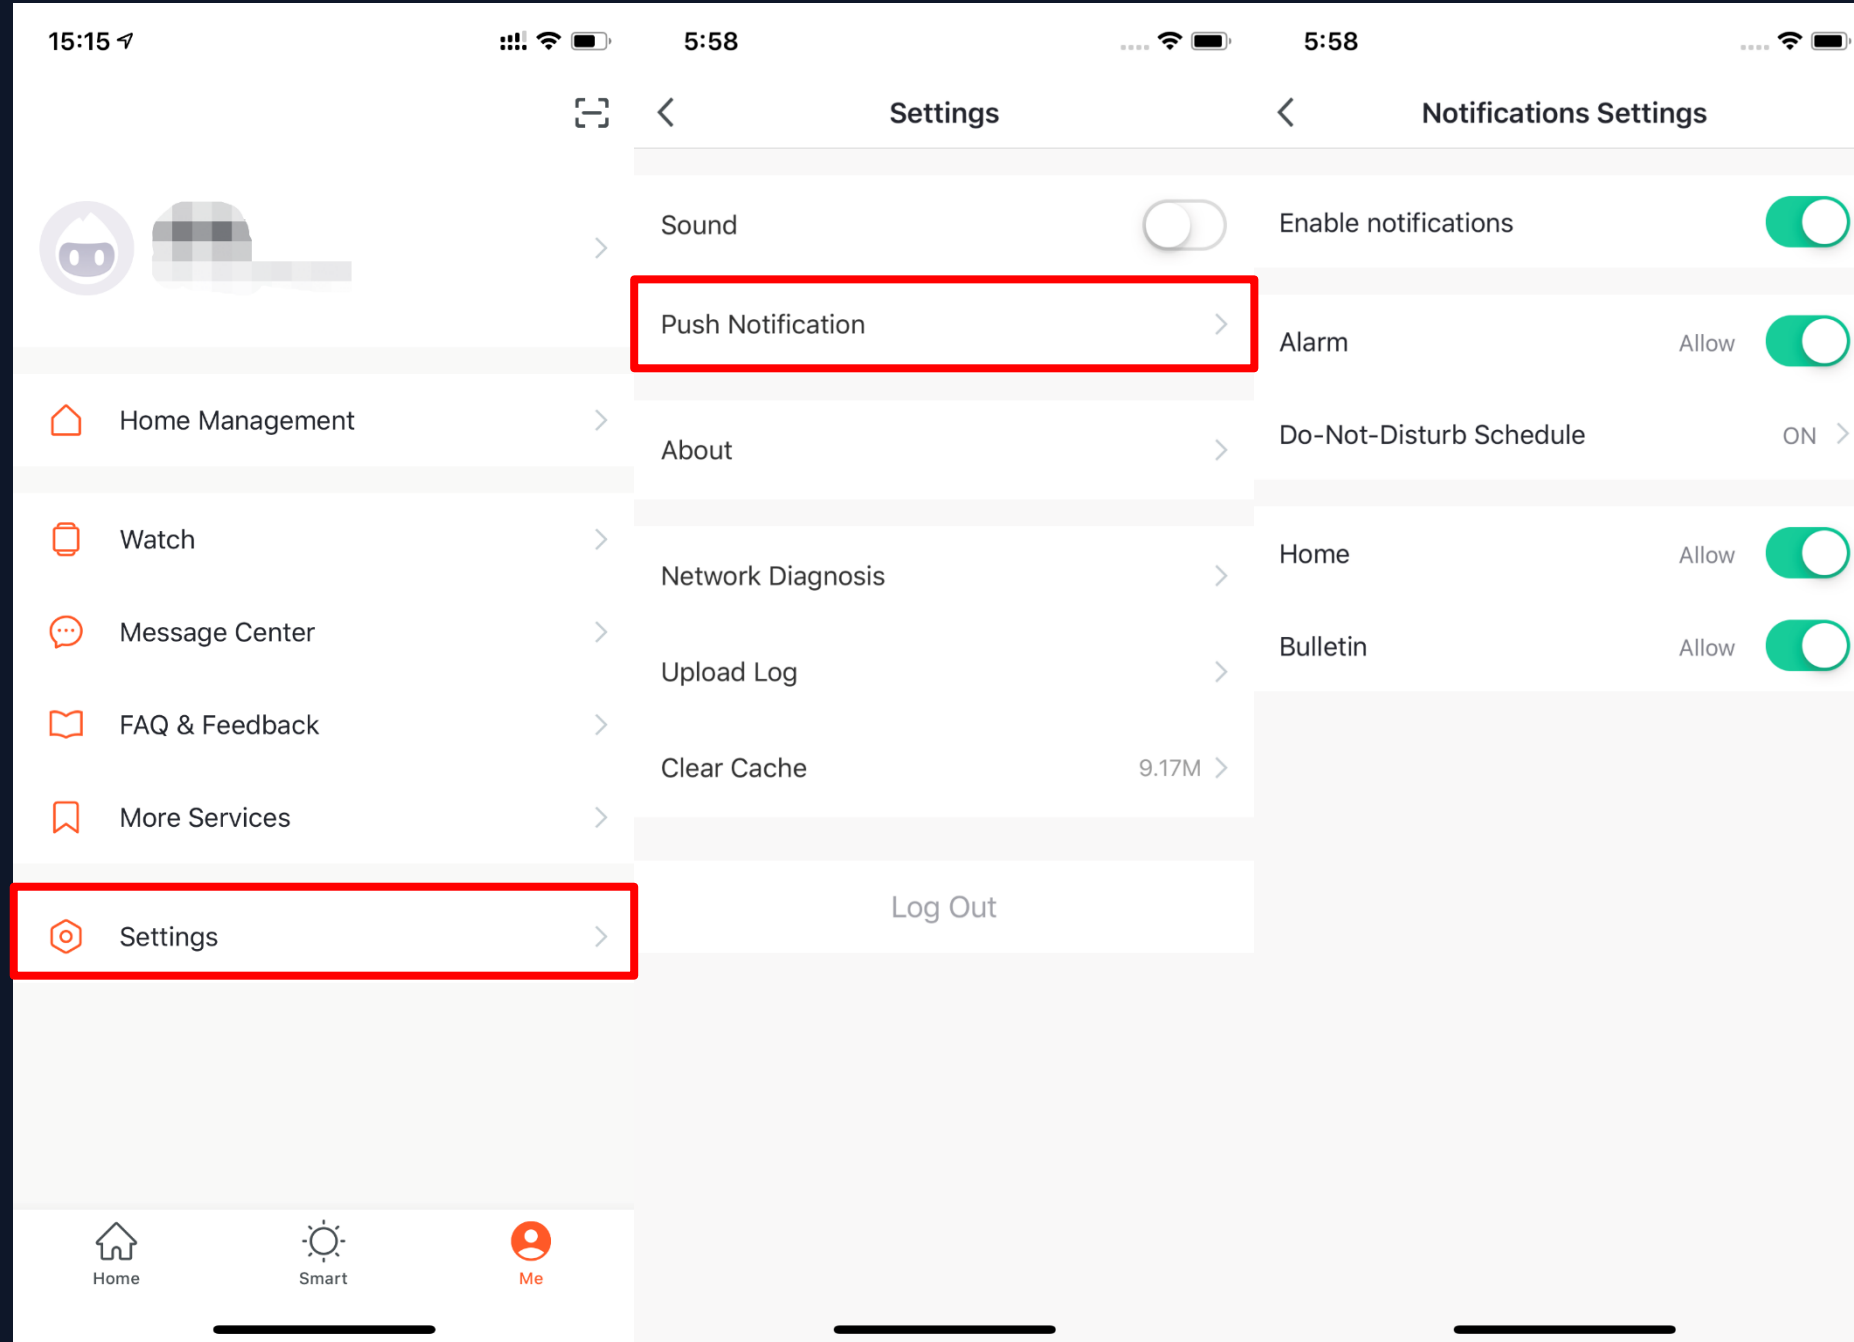 15:15
Home Management
Watch
Message Center
FAQ & Feedback
More Services
Settings
Home
Smart
Me
5:58
Settings
Sound
Push Notification
About
Network Diagnosis
Upload Log
Clear Cache 9.17M
Log Out
5:58
Notifications Settings
Enable notifications
Alarm Allow
Do-Not-Disturb Schedule ON
Home Allow
Bulletin Allow